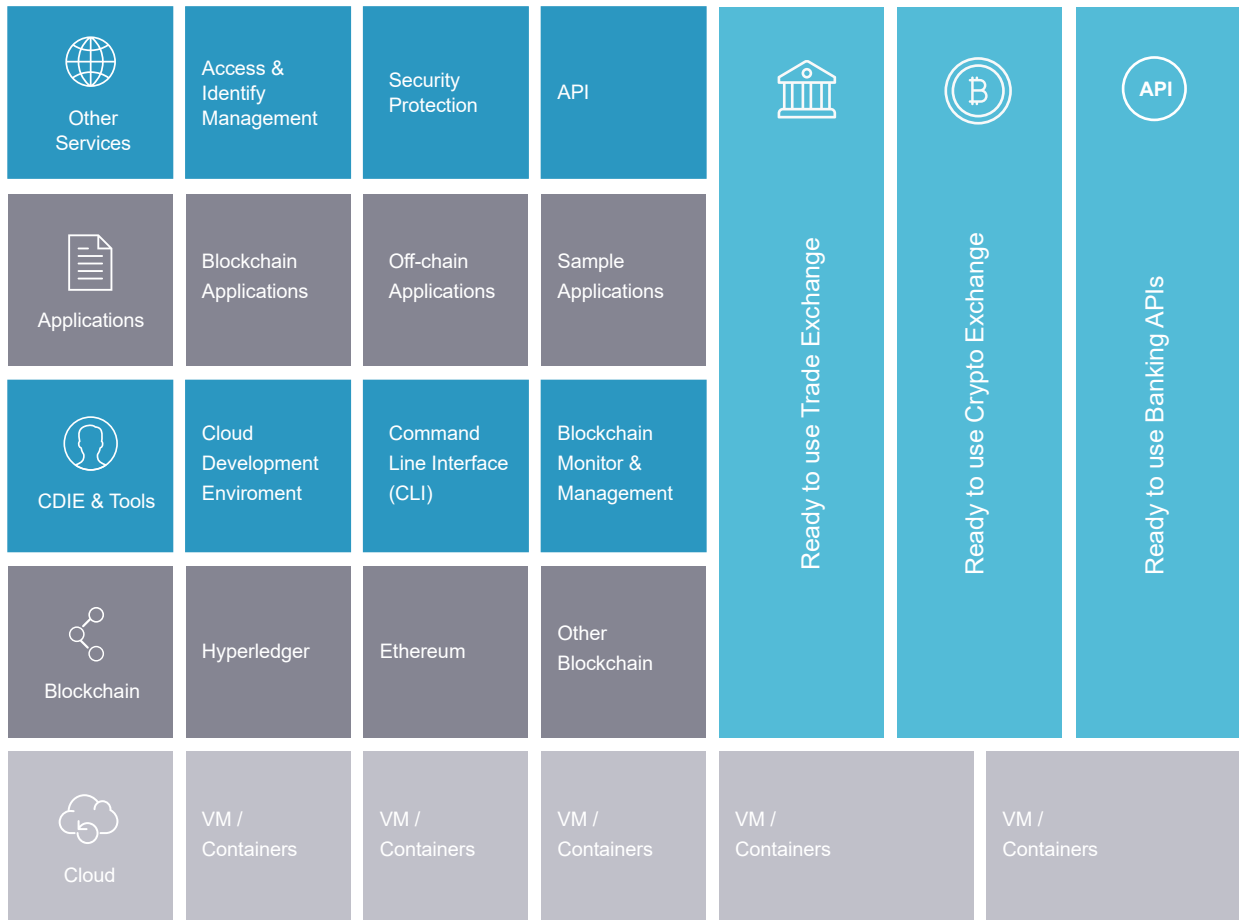 Other
Services
Access &
Identify
Management
Security
Protection
API
API
Applications
Blockchain
Applications
Off-chain
Applications
Sample
Applications
CDIE & Tools
Cloud
Development
Enviroment
Command
Line Interface
(CLI)
Blockchain
Monitor &
Management
Blockchain
Hyperledger
Ethereum
Other
Blockchain
Ready to use Trade Exchange
Ready to use Crypto Exchange
Ready to use Banking APIs
Cloud
VM /
Containers
VM /
Containers
VM /
Containers
VM /
Containers
VM /
Containers